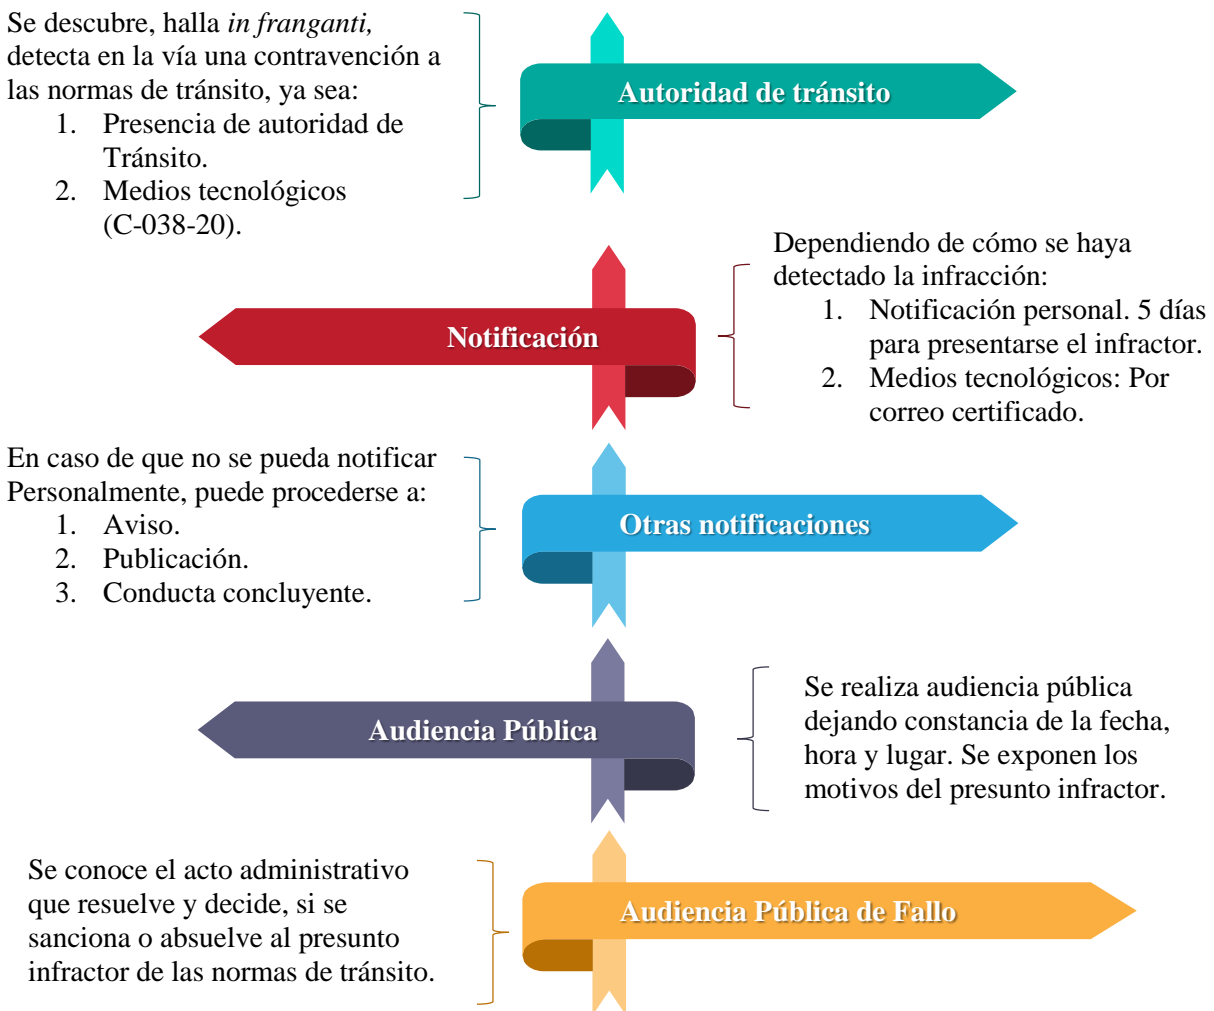 Se descubre, halla in franganti,
detecta en la vía una contravención a
las normas de tránsito, ya sea:
1. Presencia de autoridad de
Tránsito.
2. Medios tecnológicos
(C-038-20).
Autoridad de tránsito
Notificación
Dependiendo de cómo se haya
detectado la infracción:
1. Notificación personal. 5 días
para presentarse el infractor.
2. Medios tecnológicos: Por
correo certificado.
En caso de que no se pueda notificar
Personalmente, puede procederse a:
1. Aviso.
2. Publicación.
3. Conducta concluyente.
Otras notificaciones
Audiencia Pública
Se realiza audiencia pública
dejando constancia de la fecha,
hora y lugar. Se exponen los
motivos del presunto infractor.
Se conoce el acto administrativo
que resuelve y decide, si se
sanciona o absuelve al presunto
infractor de las normas de tránsito.
Audiencia Pública de Fallo